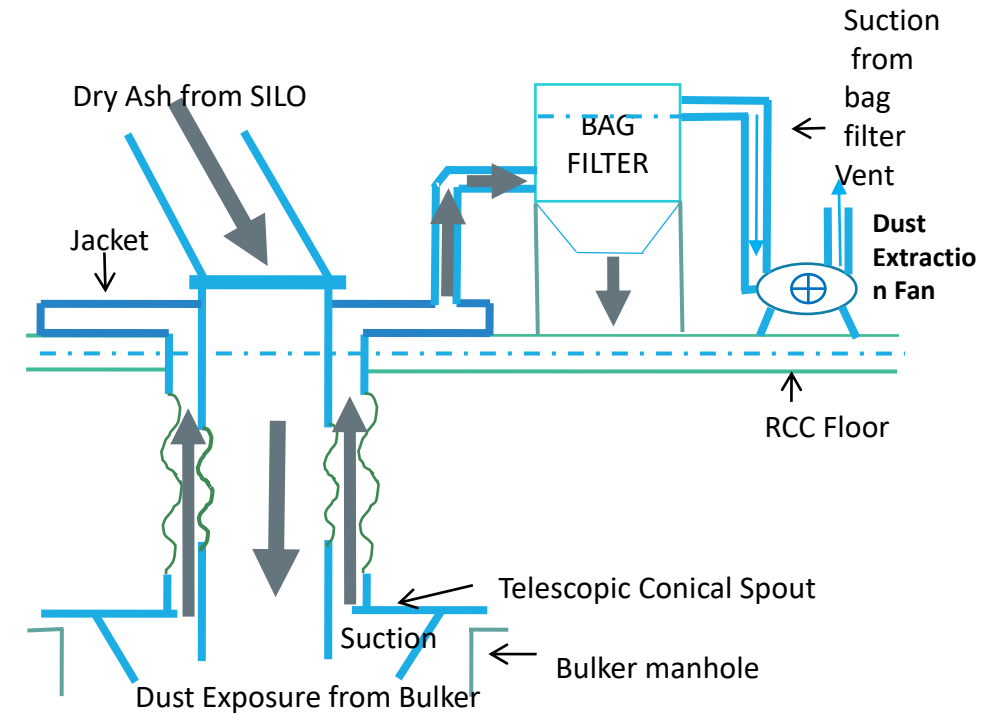 Suction
from
bag
filter
Vent
Dry Ash from SILO
BAG
FILTER
Jacket
Dust
Extractio
n Fan
RCC Floor
Telescopic Conical Spout
Suction
Bulker manhole
Dust Exposure from Bulker